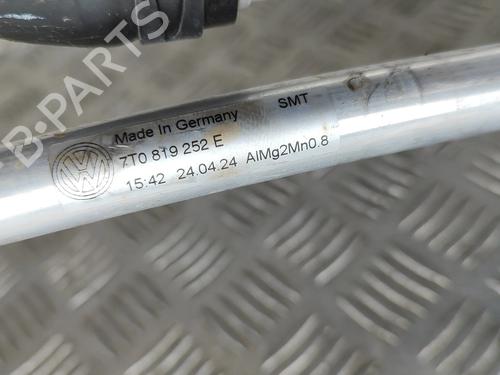 B-PARTS
Made In Germany SMT
7T0 819 252 E
15:42 24.04.24 AlMg2Mn0.8